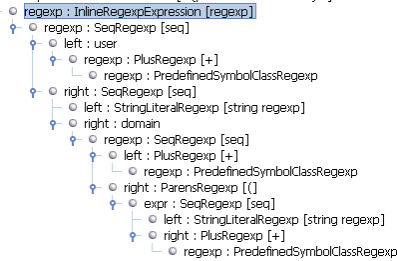 regexp : InlineRegexpExpression [regexp]
regexp : SeqRegexp [seq]
left : user
regexp : PlusRegexp [+]
regexp : PredefinedSymbolClassRegexp
right : SeqRegexp [seq]
left : StringLiteralRegexp [string regexp]
right : domain
regexp : SeqRegexp [seq]
left : PlusRegexp [+]
regexp : PredefinedSymbolClassRegexp
right : ParensRegexp [(]
expr : SeqRegexp [seq]
left : StringLiteralRegexp [string regexp]
right : PlusRegexp [+]
regexp : PredefinedSymbolClassRegexp